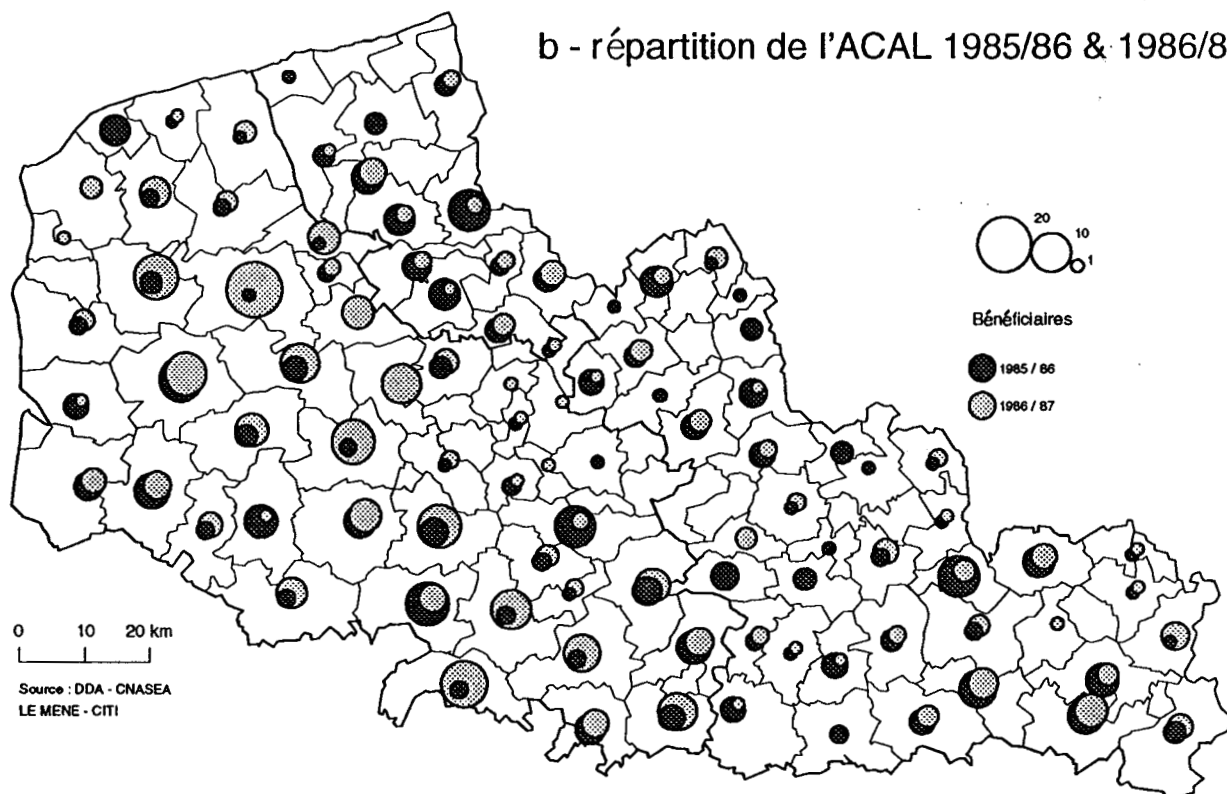 b - répartition de l'ACAL 1985/86 & 1986/8
20
10
1
Bénéficiaires
1985 / 86
1986 / 87
0 10 20 km
Source : DDA - CNASEA
LE MENE - CITI